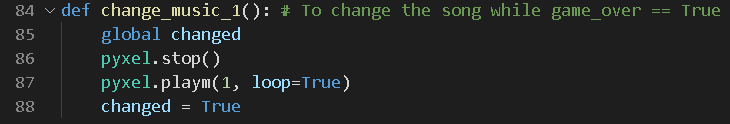 84 def change_music_1(): # To change the song while game_over == True
85     global changed
86     pyxel.stop()
87     pyxel.playm(1, loop=True)
88     changed = True